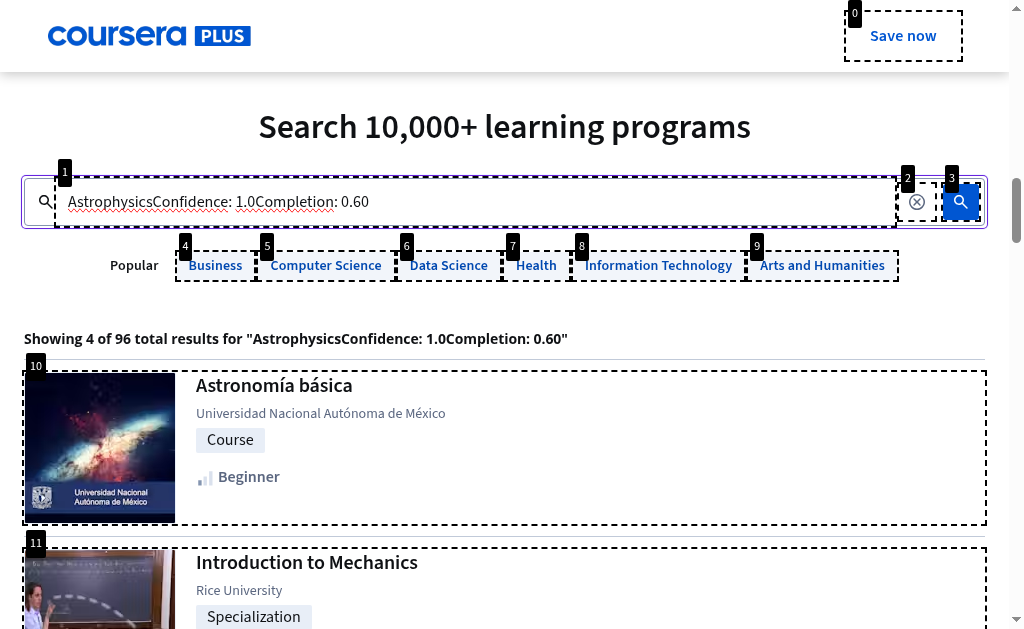 coursera PLUS
0
Save now
Search 10,000+ learning programs
1
2
3
AstrophysicsConfidence: 1.0Completion: 0.60
4
5
6
7
8
9
Popular
Business
Computer Science
Data Science
Health
Information Technology
Arts and Humanities
Showing 4 of 96 total results for "AstrophysicsConfidence: 1.0Completion: 0.60"
10
Astronomía básica
Universidad Nacional Autónoma de México
Course
Beginner
Universidad Nacional
Autónoma de México
11
Introduction to Mechanics
Rice University
Specialization